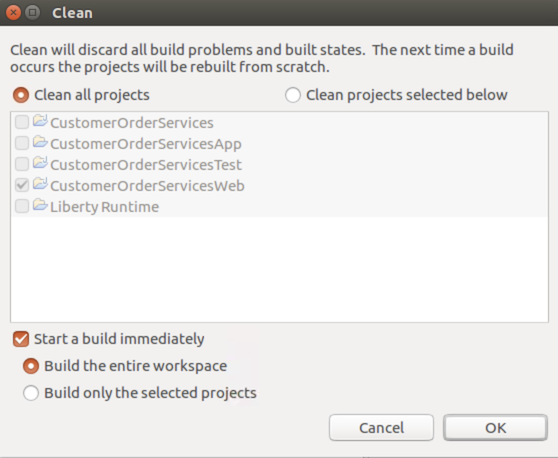 Clean
Clean will discard all build problems and built states. The next time a build
occurs the projects will be rebuilt from scratch.
Clean all projects
Clean projects selected below
CustomerOrderServices
CustomerOrderServicesApp
CustomerOrderServicesTest
CustomerOrderServicesWeb
Liberty Runtime
Start a build immediately
Build the entire workspace
Build only the selected projects
Cancel
OK